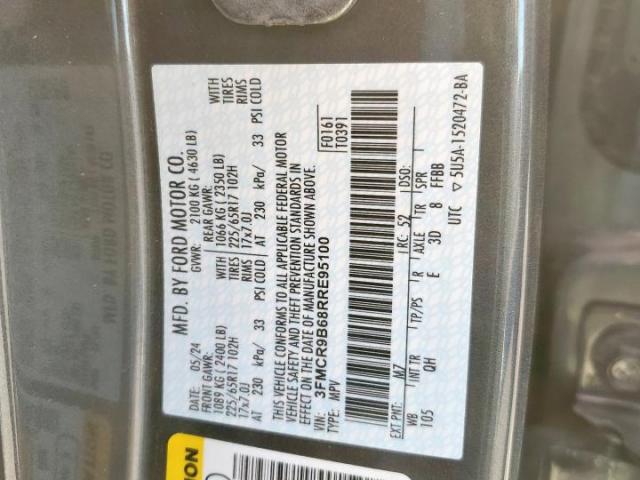 MFD. BY FORD MOTOR CO.
DATE: 05/24 GVWR: 2100 KG ( 4630 LB)
FRONT GAWR: REAR GAWR: WITH
1089 KG ( 2400 LB) 1066 KG ( 2350 LB) TIRES
225/65R17 102H 225/65R17 102H RIMS
17x7.0J 17x7.0J
AT 230 kPa/ 33 PSI COLD AT 230 kPa/ 33 PSI COLD
WITH
TIRES
RIMS
THIS VEHICLE CONFORMS TO ALL APPLICABLE FEDERAL MOTOR
VEHICLE SAFETY AND THEFT PREVENTION STANDARDS IN
EFFECT ON THE DATE OF MANUFACTURE SHOWN ABOVE.
VIN: 3FMCR9B68RRE95100
TYPE: MPV
F0161
T0391
EXT PNT: M7 RC: 52 DSO:
WB INT TR TP/PS R AXLE TR SPR
105 QH E 3D 8 FFBB
UTC ▽ 5U5A-1520472-BA